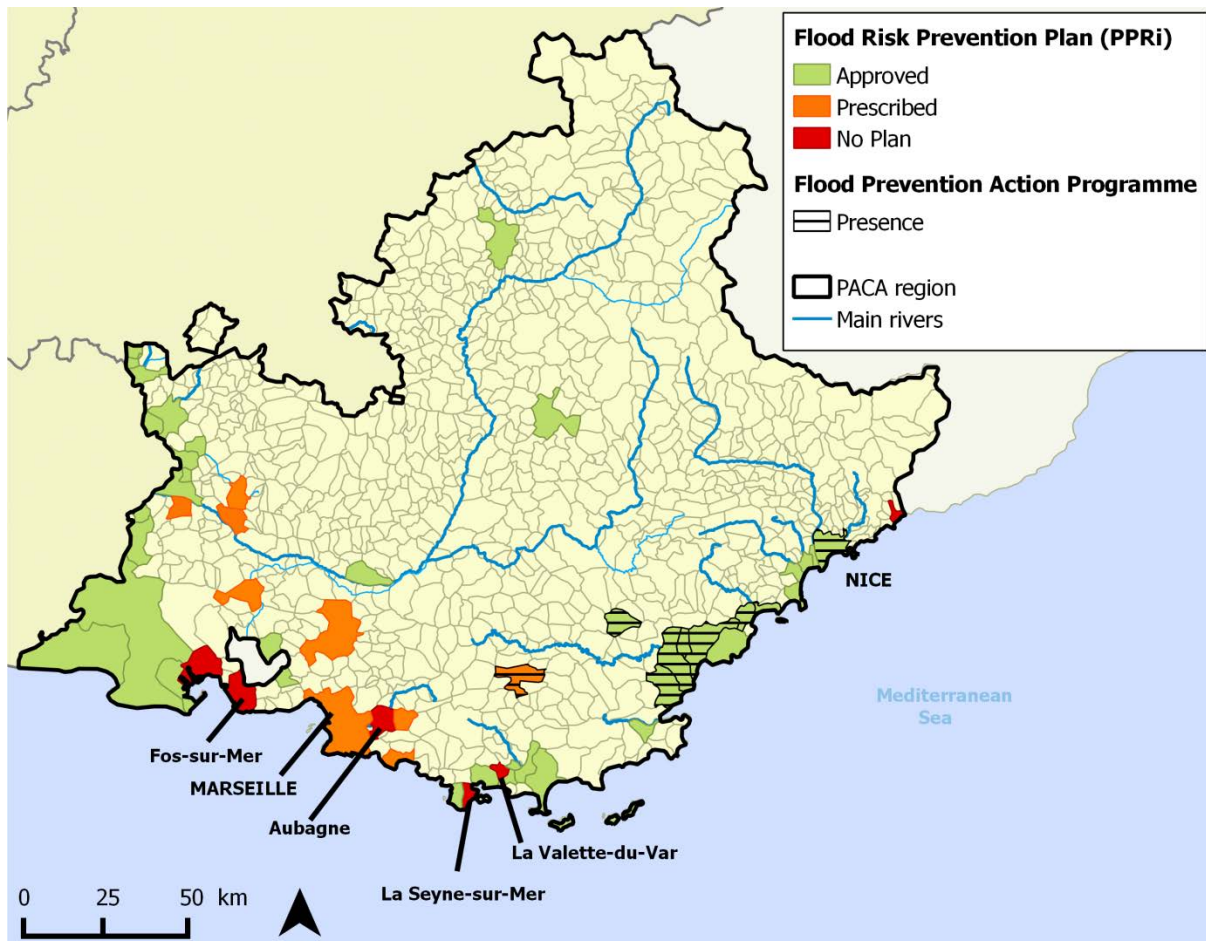 Flood Risk Prevention Plan (PPRi)
Approved
Prescribed
No Plan
Flood Prevention Action Programme
Presence
PACA region
Main rivers
NICE
Mediterranean
Sea
Fos-sur-Mer
MARSEILLE
Aubagne
La Valette-du-Var
La Seyne-sur-Mer
0 25 50 km